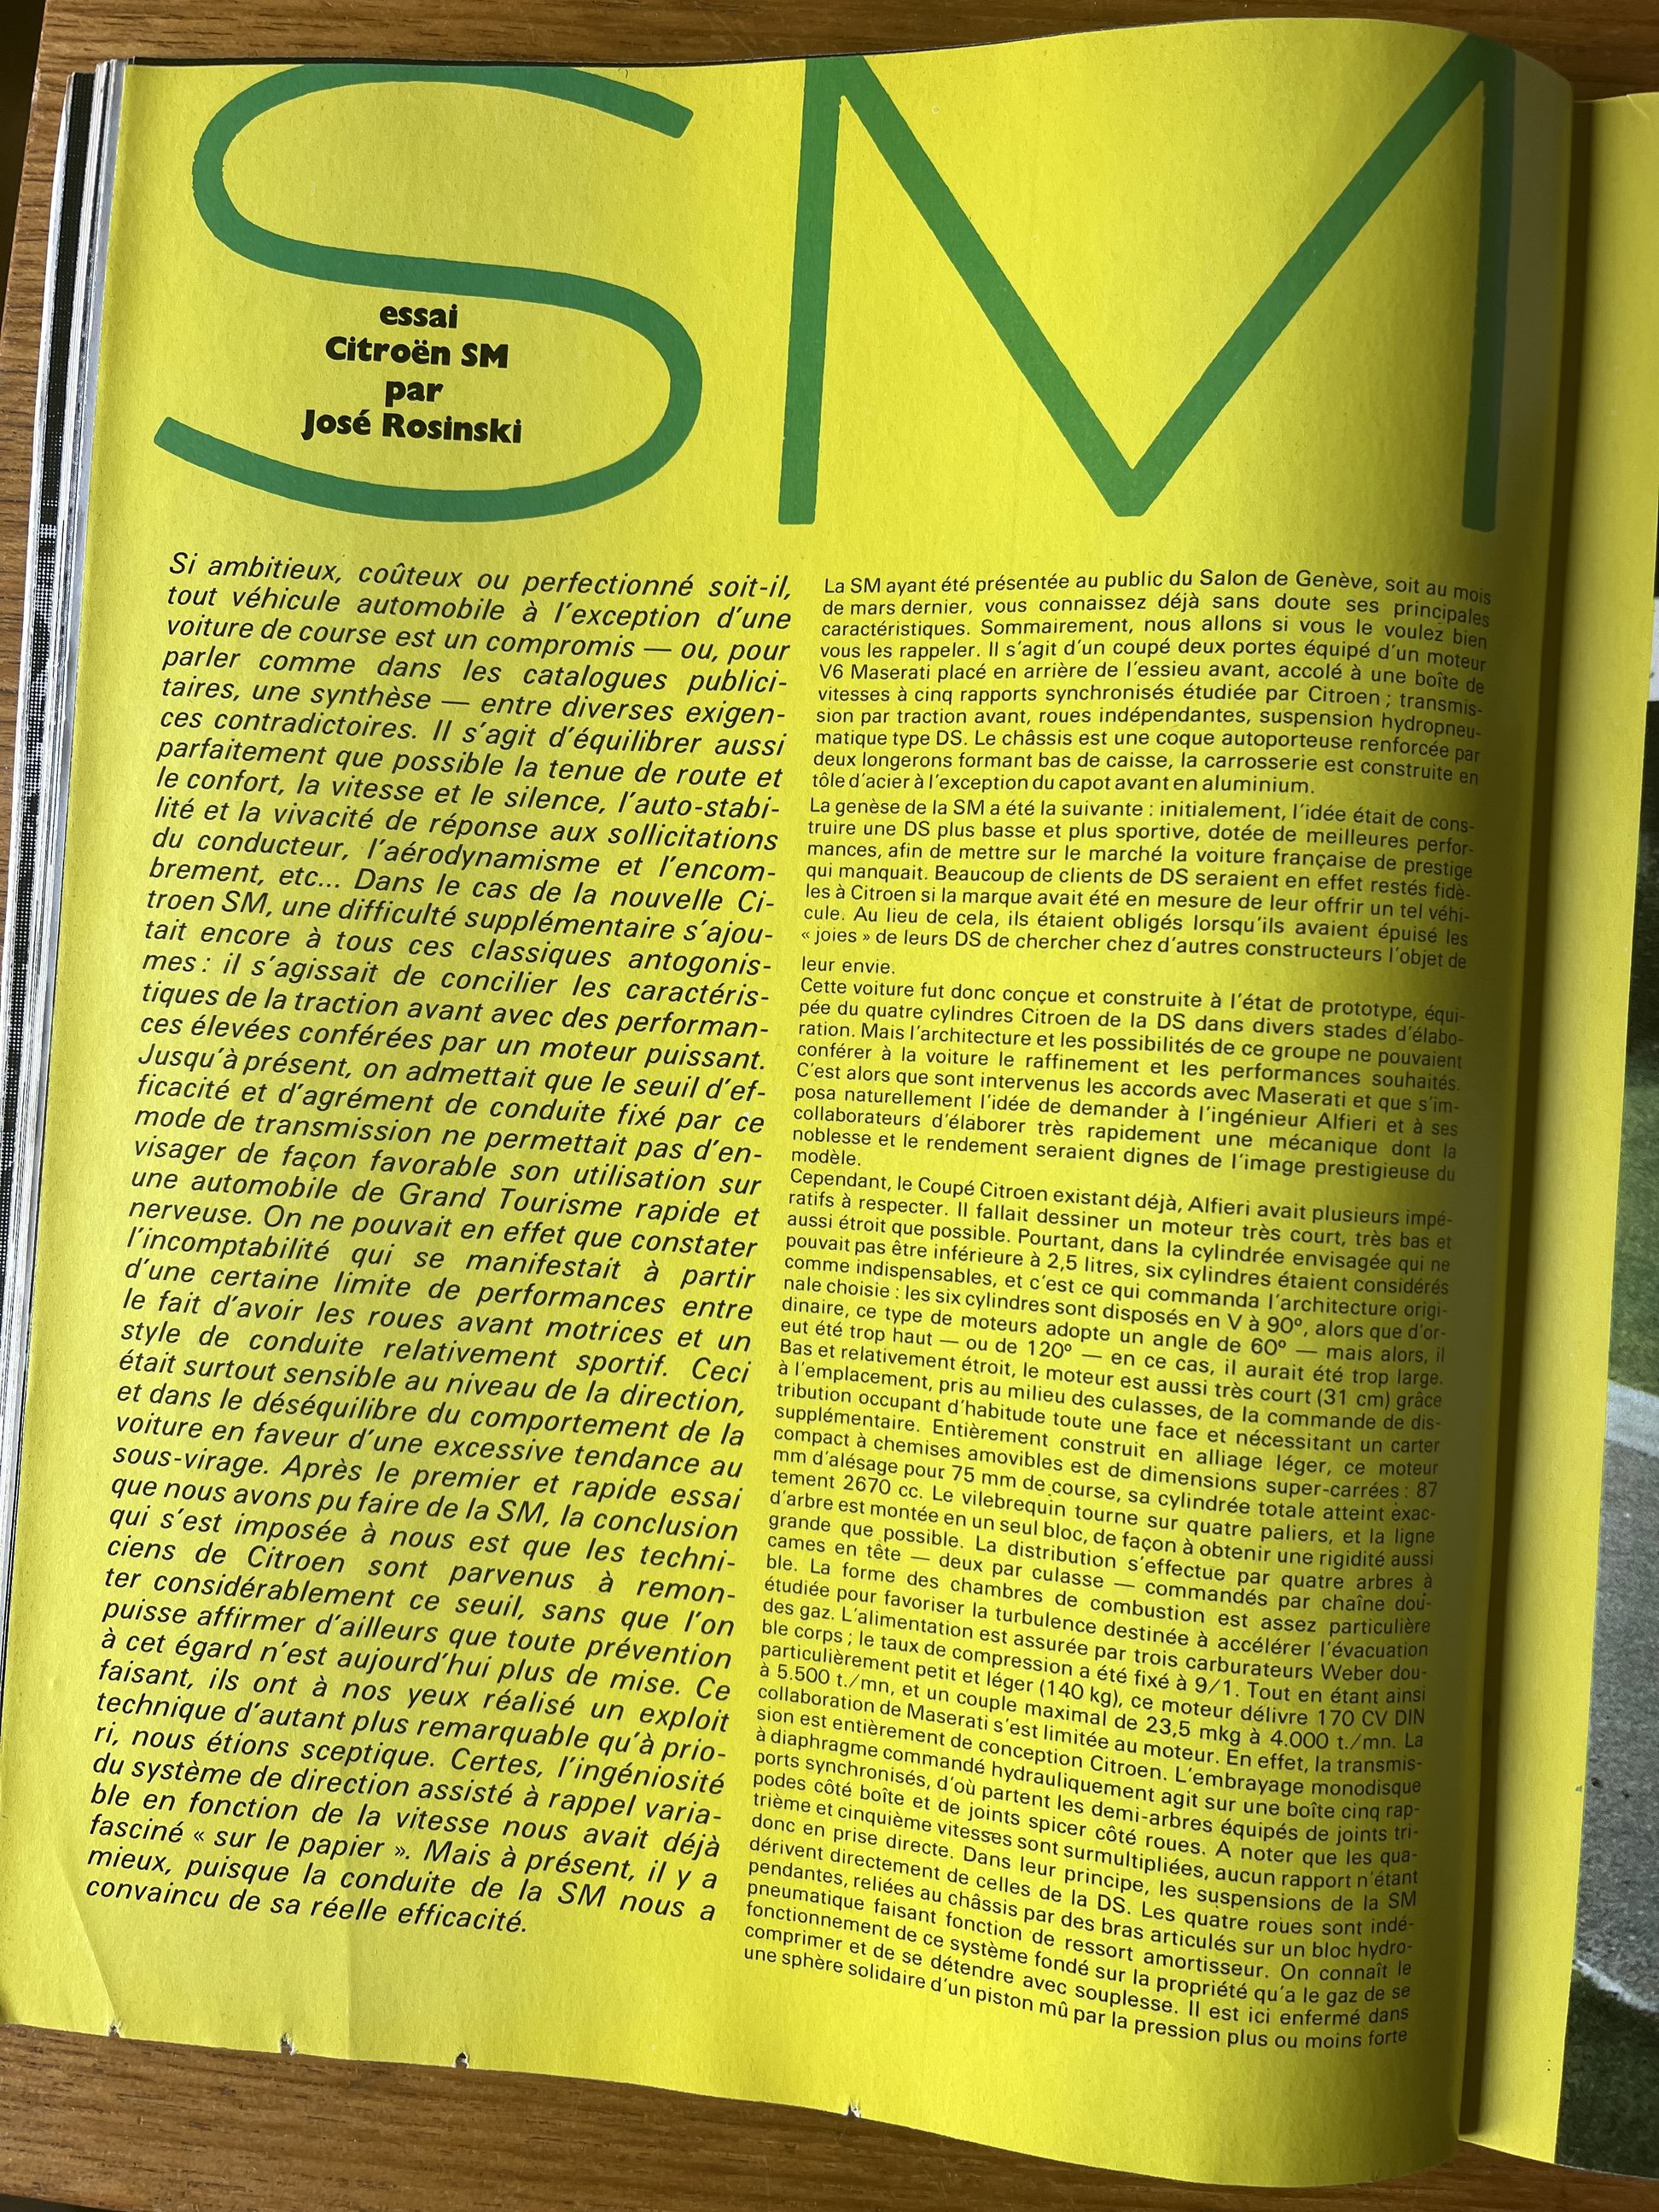 SM
essai
Citroën SM
par
José Rosinski
Si ambitieux, coûteux ou perfectionné soit-il,
tout véhicule automobile à l'exception d'une
voiture de course est un compromis — ou, pour
parler comme dans les catalogues publici-
taires, une synthèse — entre diverses exigen-
ces contradictoires. Il s'agit d'équilibrer aussi
parfaitement que possible la tenue de route et
le confort, la vitesse et le silence, l'auto-stabi-
lité et la vivacité de réponse aux sollicitations
du conducteur, l'aérodynamisme et l'encom-
brement, etc... Dans le cas de la nouvelle Ci-
troen SM, une difficulté supplémentaire s'ajou-
tait encore à tous ces classiques antogonis-
mes : il s'agissait de concilier les caractéris-
tiques de la traction avant avec des performan-
ces élevées conférées par un moteur puissant.
Jusqu'à présent, on admettait que le seuil d'ef-
ficacité et d'agrément de conduite fixé par ce
mode de transmission ne permettait pas d'en-
visager de façon favorable son utilisation sur
une automobile de Grand Tourisme rapide et
nerveuse. On ne pouvait en effet que constater
l'incomptabilité qui se manifestait à partir
d'une certaine limite de performances entre
le fait d'avoir les roues avant motrices et un
style de conduite relativement sportif. Ceci
était surtout sensible au niveau de la direction,
et dans le déséquilibre du comportement de la
voiture en faveur d'une excessive tendance au
sous-virage. Après le premier et rapide essai
que nous avons pu faire de la SM, la conclusion
qui s'est imposée à nous est que les techni-
ciens de Citroen sont parvenus à remon-
ter considérablement ce seuil, sans que l'on
puisse affirmer d'ailleurs que toute prévention
à cet égard n'est aujourd'hui plus de mise. Ce
faisant, ils ont à nos yeux réalisé un exploit
technique d'autant plus remarquable qu'à prio-
ri, nous étions sceptique. Certes, l'ingéniosité
du système de direction assisté à rappel varia-
ble en fonction de la vitesse nous avait déjà
fasciné « sur le papier ». Mais à présent, il y a
mieux, puisque la conduite de la SM nous a
convaincu de sa réelle efficacité.
La SM ayant été présentée au public du Salon de Genève, soit au mois
de mars dernier, vous connaissez déjà sans doute ses principales
caractéristiques. Sommairement, nous allons si vous le voulez bien
vous les rappeler. Il s'agit d'un coupé deux portes équipé d'un moteur
V6 Maserati placé en arrière de l'essieu avant, accolé à une boîte de
vitesses à cinq rapports synchronisés étudiée par Citroen ; transmis-
sion par traction avant, roues indépendantes, suspension hydropneu-
matique type DS. Le châssis est une coque autoporteuse renforcée par
deux longerons formant bas de caisse, la carrosserie est construite en
tôle d'acier à l'exception du capot avant en aluminium.
La genèse de la SM a été la suivante : initialement, l'idée était de cons-
truire une DS plus basse et plus sportive, dotée de meilleures perfor-
mances, afin de mettre sur le marché la voiture française de prestige
qui manquait. Beaucoup de clients de DS seraient en effet restés fidè-
les à Citroen si la marque avait été en mesure de leur offrir un tel véhi-
cule. Au lieu de cela, ils étaient obligés lorsqu'ils avaient épuisé les
« joies » de leurs DS de chercher chez d'autres constructeurs l'objet de
leur envie.
Cette voiture fut donc conçue et construite à l'état de prototype, équi-
pée du quatre cylindres Citroen de la DS dans divers stades d'élabo-
ration. Mais l'architecture et les possibilités de ce groupe ne pouvaient
conférer à la voiture le raffinement et les performances souhaités.
C'est alors que sont intervenus les accords avec Maserati et que s'im-
posa naturellement l'idée de demander à l'ingénieur Alfieri et à ses
collaborateurs d'élaborer très rapidement une mécanique dont la
noblesse et le rendement seraient dignes de l'image prestigieuse du
modèle.
Cependant, le Coupé Citroen existant déjà, Alfieri avait plusieurs impé-
ratifs à respecter. Il fallait dessiner un moteur très court, très bas et
aussi étroit que possible. Pourtant, dans la cylindrée envisagée qui ne
pouvait pas être inférieure à 2,5 litres, six cylindres étaient considérés
comme indispensables, et c'est ce qui commanda l'architecture origi-
nale choisie : les six cylindres sont disposés en V à 90º, alors que d'or-
dinaire, ce type de moteurs adopte un angle de 60º — mais alors, il
eut été trop haut — ou de 120º — en ce cas, il aurait été trop large.
Bas et relativement étroit, le moteur est aussi très court (31 cm) grâce
à l'emplacement, pris au milieu des culasses, de la commande de dis-
tribution occupant d'habitude toute une face et nécessitant un carter
supplémentaire. Entièrement construit en alliage léger, ce moteur
compact à chemises amovibles est de dimensions super-carrées : 87
mm d'alésage pour 75 mm de course, sa cylindrée totale atteint exac-
tement 2670 cc. Le vilebrequin tourne sur quatre paliers, et la ligne
d'arbre est montée en un seul bloc, de façon à obtenir une rigidité aussi
grande que possible. La distribution s'effectue par quatre arbres à
cames en tête — deux par culasse — commandés par chaîne dou-
ble. La forme des chambres de combustion est assez particulière
étudiée pour favoriser la turbulence destinée à accélérer l'évacuation
des gaz. L'alimentation est assurée par trois carburateurs Weber dou-
ble corps ; le taux de compression a été fixé à 9/1. Tout en étant ainsi
particulièrement petit et léger (140 kg), ce moteur délivre 170 CV DIN
à 5.500 t./mn, et un couple maximal de 23,5 mkg à 4.000 t./mn. La
collaboration de Maserati s'est limitée au moteur. En effet, la transmis-
sion est entièrement de conception Citroen. L'embrayage monodisque
à diaphragme commandé hydrauliquement agit sur une boîte cinq rap-
ports synchronisés, d'où partent les demi-arbres équipés de joints tri-
podes côté boîte et de joints spicer côté roues. A noter que les qua-
trième et cinquième vitesses sont surmultipliées, aucun rapport n'étant
donc en prise directe. Dans leur principe, les suspensions de la SM
dérivent directement de celles de la DS. Les quatre roues sont indé-
pendantes, reliées au châssis par des bras articulés sur un bloc hydro-
pneumatique faisant fonction de ressort amortisseur. On connaît le
fonctionnement de ce système fondé sur la propriété qu'a le gaz de se
comprimer et de se détendre avec souplesse. Il est ici enfermé dans
une sphère solidaire d'un piston mû par la pression plus ou moins forte